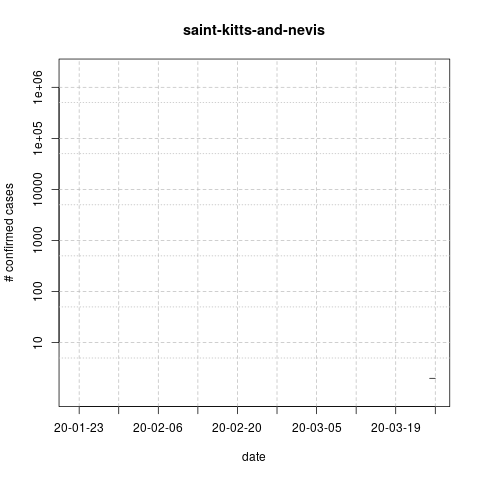 saint-kitts-and-nevis
# confirmed cases
1e+06
1e+05
10000
1000
100
10
20-01-23 20-02-06 20-02-20 20-03-05 20-03-19
date